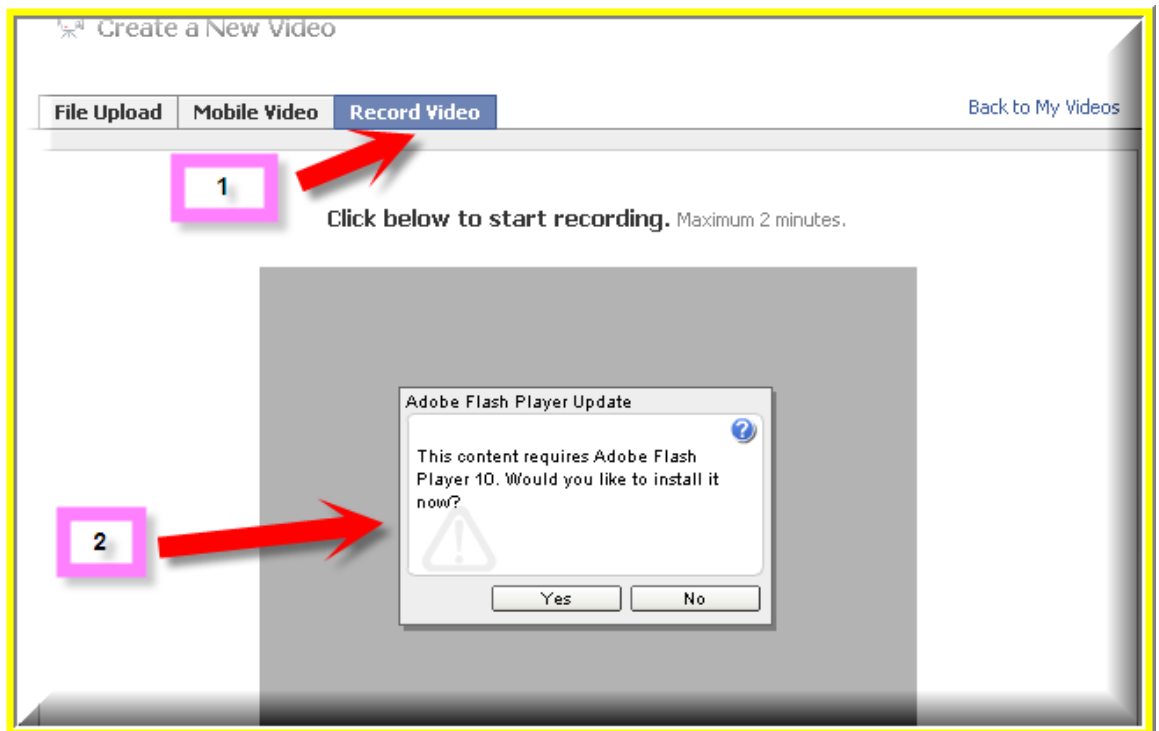 Create a New Video
File Upload Mobile Video Record Video Back to My Videos
1
Click below to start recording. Maximum 2 minutes.
Adobe Flash Player Update
?
This content requires Adobe Flash
Player 10. Would you like to install it
now?
2
Yes No